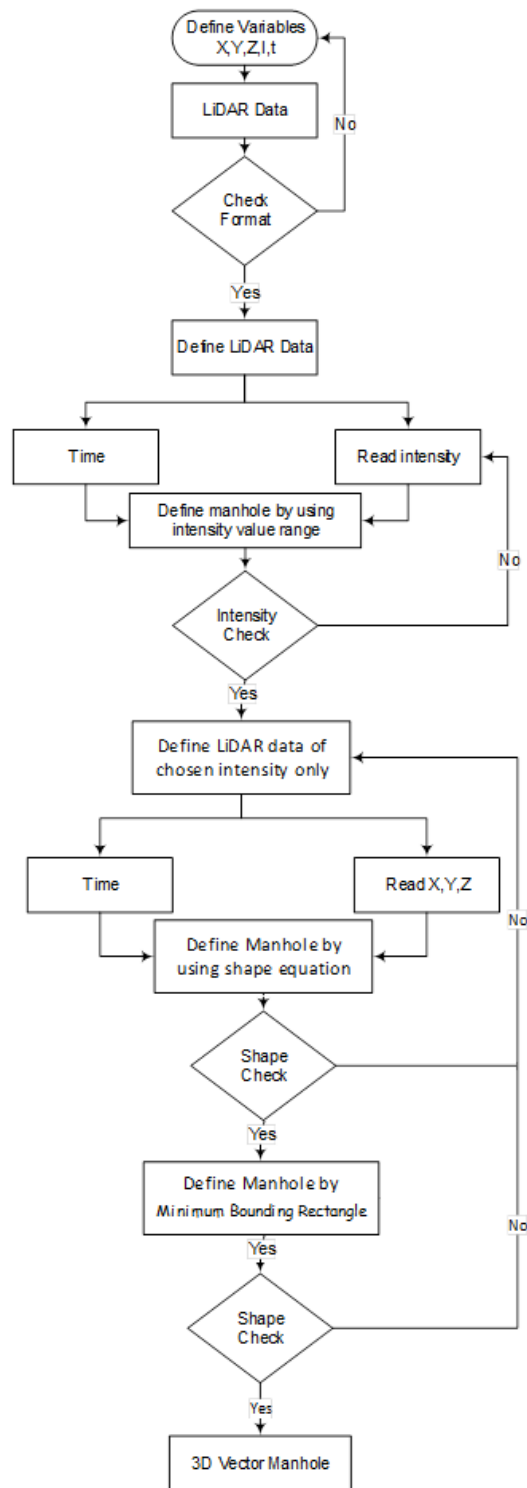 Define Variables
X,Y,Z,I,t
LiDAR Data
No
Check
Format
Yes
Define LiDAR Data
Time
Read intensity
Define manhole by using
intensity value range
No
Intensity
Check
Yes
Define LiDAR data of
chosen intensity only
Time
Read X,Y,Z
No
Define Manhole by
using shape equation
Shape
Check
Yes
Define Manhole by
Minimum Bounding Rectangle
No
Yes
Shape
Check
Yes
3D Vector Manhole